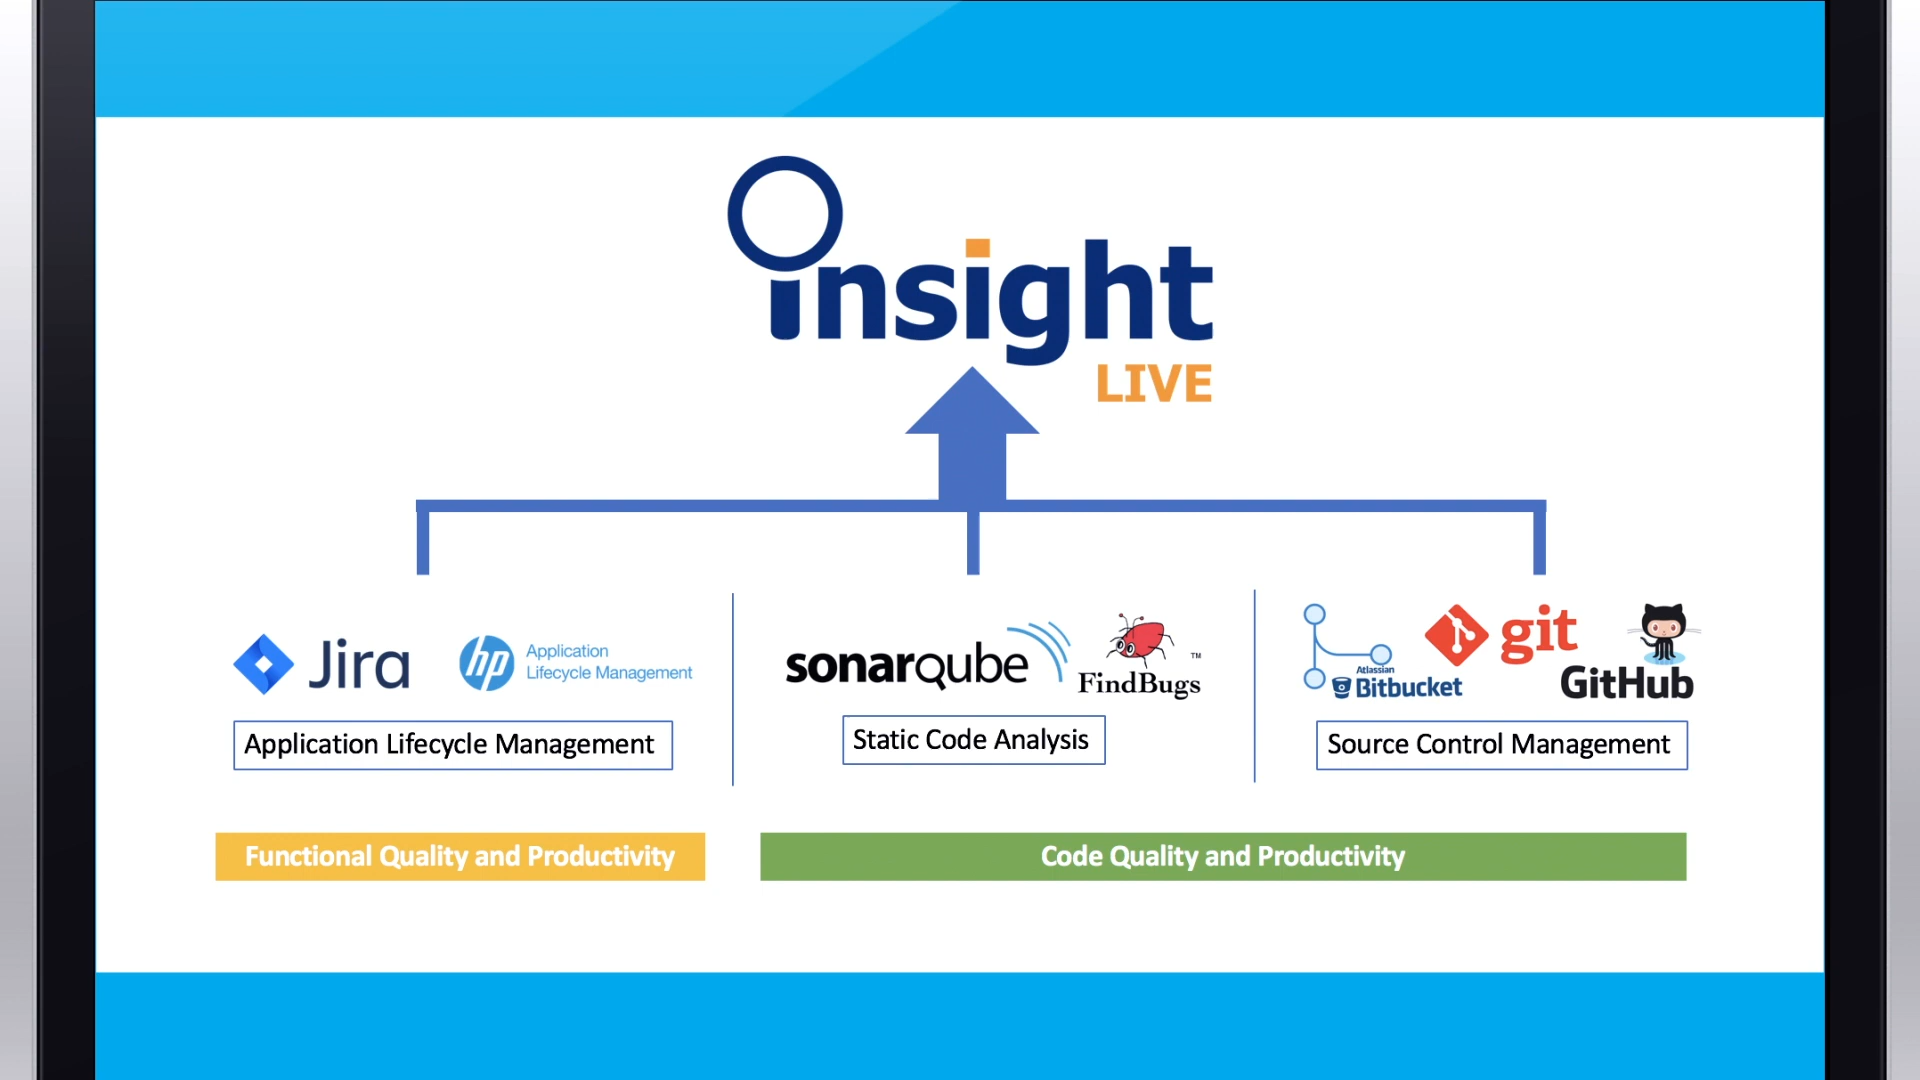 insight
LIVE
Jira
hp
Application
Lifecycle Management
sonarqube
FindBugs
TM
Atlassian
Bitbucket
git
GitHub
Application Lifecycle Management
Static Code Analysis
Source Control Management
Functional Quality and Productivity
Code Quality and Productivity